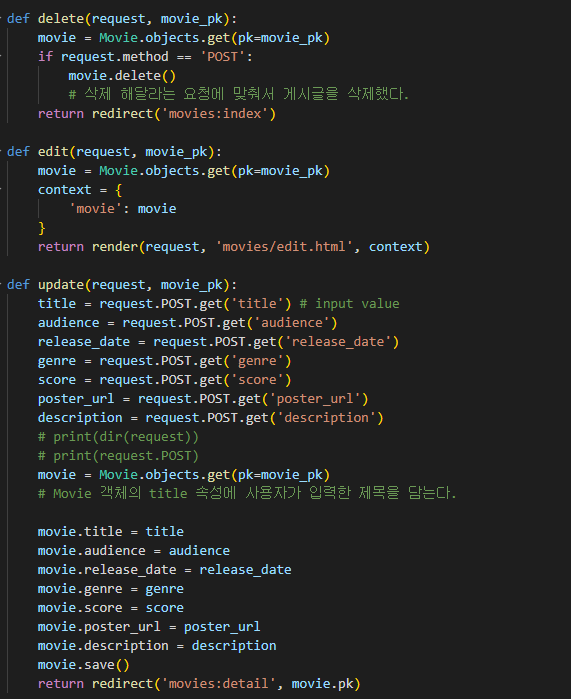 def delete(request, movie_pk):
    movie = Movie.objects.get(pk=movie_pk)
    if request.method == 'POST':
        movie.delete()
        # 삭제 해달라는 요청에 맞춰서 게시글을 삭제했다.
    return redirect('movies:index')

def edit(request, movie_pk):
    movie = Movie.objects.get(pk=movie_pk)
    context = {
        'movie': movie
    }
    return render(request, 'movies/edit.html', context)

def update(request, movie_pk):
    title = request.POST.get('title') # input value
    audience = request.POST.get('audience')
    release_date = request.POST.get('release_date')
    genre = request.POST.get('genre')
    score = request.POST.get('score')
    poster_url = request.POST.get('poster_url')
    description = request.POST.get('description')
    # print(dir(request))
    # print(request.POST)
    movie = Movie.objects.get(pk=movie_pk)
    # Movie 객체의 title 속성에 사용자가 입력한 제목을 담는다.

    movie.title = title
    movie.audience = audience
    movie.release_date = release_date
    movie.genre = genre
    movie.score = score
    movie.poster_url = poster_url
    movie.description = description
    movie.save()
    return redirect('movies:detail', movie.pk)